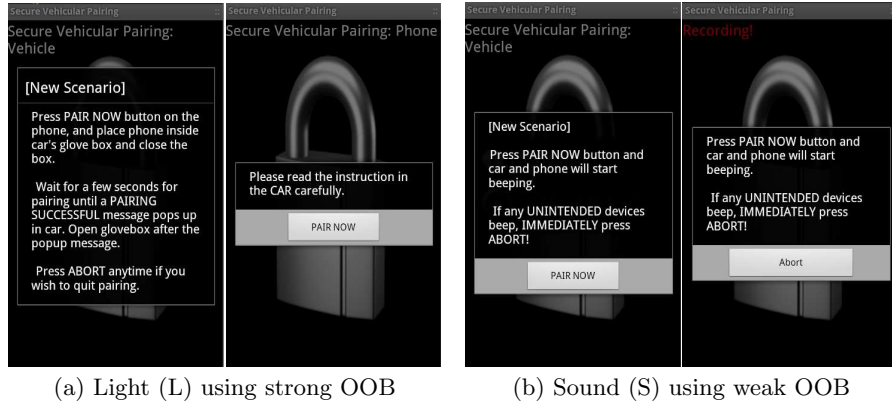 Secure Vehicular Pairing
Secure Vehicular Pairing:
Vehicle
[New Scenario]
Press PAIR NOW button on the
phone, and place phone inside
car's glove box and close the
box.
Wait for a few seconds for
pairing until a PAIRING
SUCCESSFUL message pops up
in car. Open glovebox after the
popup message.
Press ABORT anytime if you
wish to quit pairing.
Secure Vehicular Pairing
Secure Vehicular Pairing: Phone
Please read the instruction in
the CAR carefully.
PAIR NOW
(a) Light (L) using strong OOB
Secure Vehicular Pairing
Secure Vehicular Pairing:
Vehicle
[New Scenario]
Press PAIR NOW button and
car and phone will start
beeping.
If any UNINTENDED devices
beep, IMMEDIATELY press
ABORT!
PAIR NOW
Secure Vehicular Pairing
Recording!
Press PAIR NOW button and
car and phone will start
beeping.
If any UNINTENDED devices
beep, IMMEDIATELY press
ABORT!
Abort
(b) Sound (S) using weak OOB